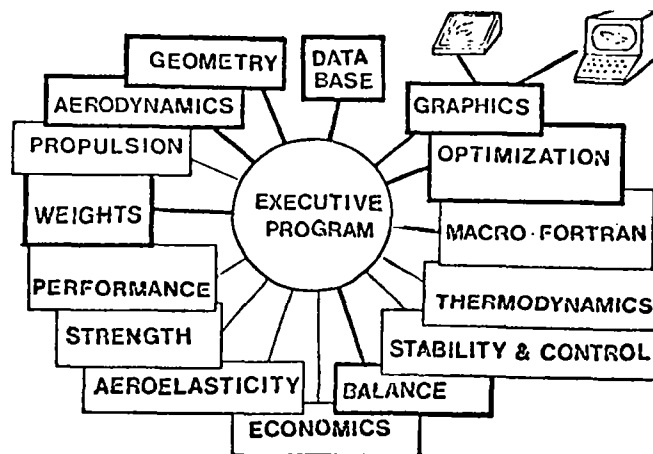 GEOMETRY
DATA
BASE
AERODYNAMICS
GRAPHICS
PROPULSION
OPTIMIZATION
WEIGHTS
EXECUTIVE
PROGRAM
MACRO·FORTRAN
PERFORMANCE
THERMODYNAMICS
STRENGTH
STABILITY & CONTROL
AEROELASTICITY
BALANCE
ECONOMICS